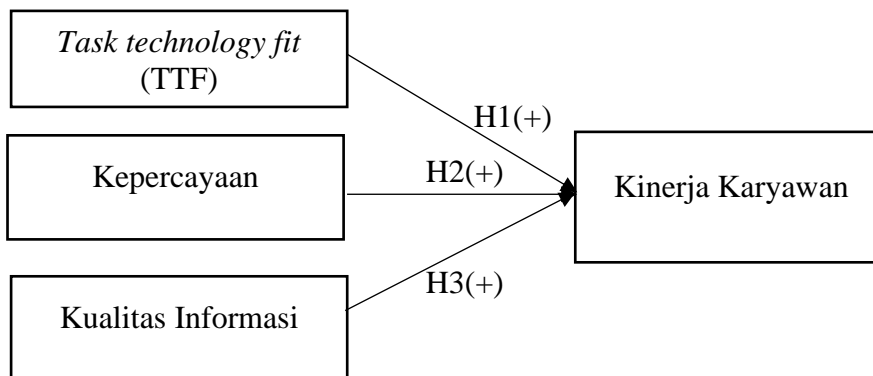 Task technology fit
(TTF)
H1(+)
Kepercayaan
H2(+)
Kinerja Karyawan
H3(+)
Kualitas Informasi